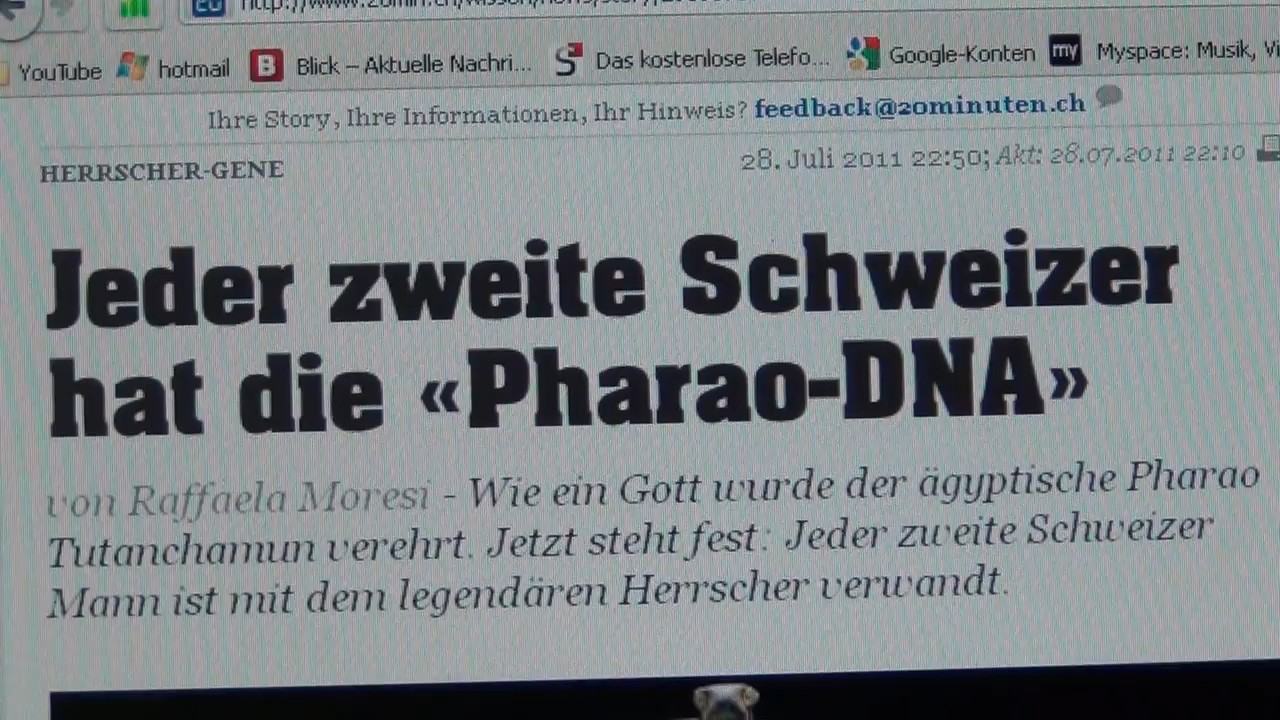 YouTube hotmail B Blick – Aktuelle Nachri... Das kostenlose Telefo... Google-Konten my Myspace: Musik, Vi
Ihre Story, Ihre Informationen, Ihr Hinweis? feedback@20minuten.ch
HERRSCHER-GENE 28. Juli 2011 22:50; Akt: 28.07.2011 22:10
Jeder zweite Schweizer
hat die «Pharao-DNA»
von Raffaela Moresi - Wie ein Gott wurde der ägyptische Pharao
Tutanchamun verehrt. Jetzt steht fest: Jeder zweite Schweizer
Mann ist mit dem legendären Herrscher verwandt.